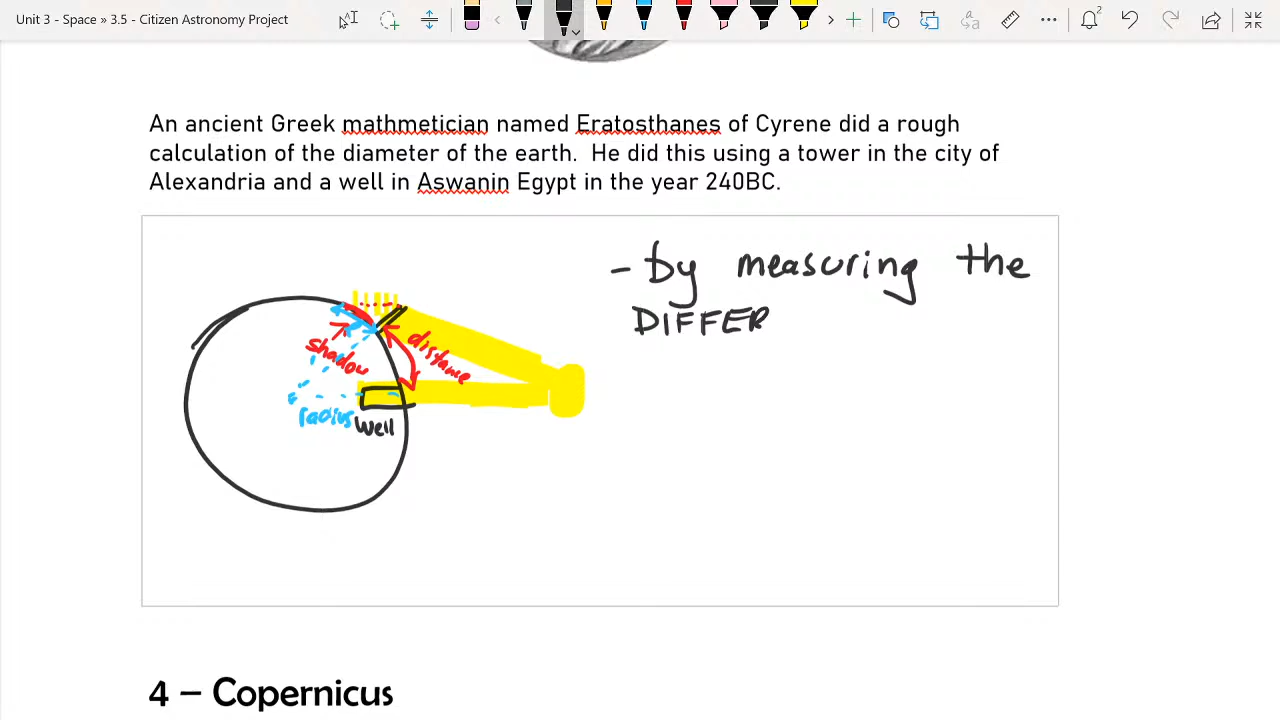 Unit 3 - Space » 3.5 - Citizen Astronomy Project
2
An ancient Greek mathmetician named Eratosthanes of Cyrene did a rough
calculation of the diameter of the earth. He did this using a tower in the city of
Alexandria and a well in Aswanin Egypt in the year 240BC.
- by measuring the
DIFFER
shadow
distance
radius
well
4 – Copernicus